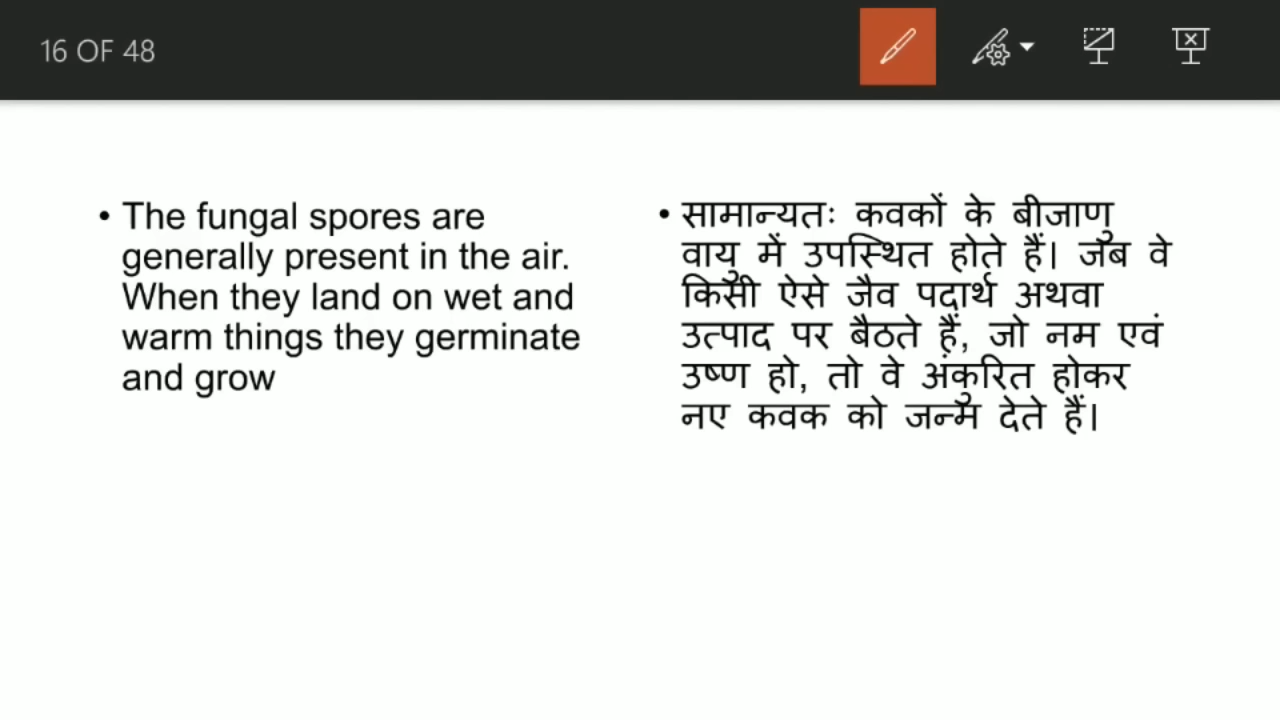 16 OF 48
• The fungal spores are
generally present in the air.
When they land on wet and
warm things they germinate
and grow
• सामान्यतः कवकों के बीजाणु
वायु में उपस्थित होते हैं। जब वे
किसी ऐसे जैव पदार्थ अथवा
उत्पाद पर बैठते हैं, जो नम एवं
उष्ण हो, तो वे अंकुरित होकर
नए कवक को जन्म देते हैं।